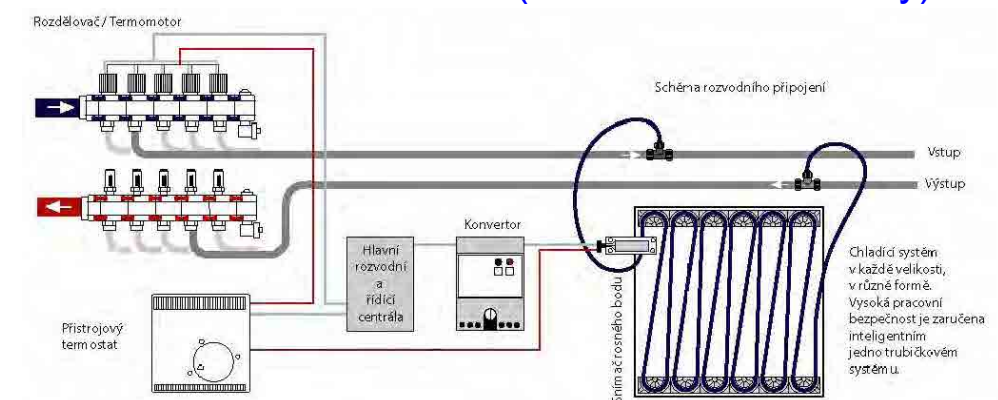 Rozdělovač / Termomotor
Schéma rozvodního připojení
Vstup
Výstup
Konvertor
Hlavní
rozvodní
a
řídící
centrála
Přístrojový
termostat
Snímač rosného bodu
Chladící systém
v každé velikosti,
v různé formě.
Vysoká pracovní
bezpečnost je zaručena
inteligentním
jedno trubičkovém
systému.